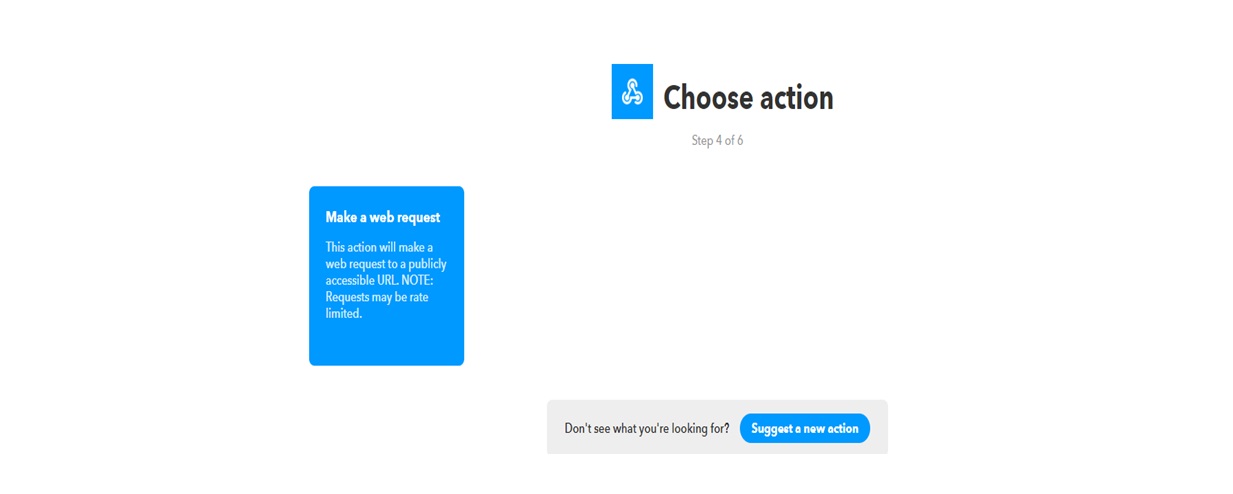 Choose action
Step 4 of 6
Make a web request
This action will make a
web request to a publicly
accessible URL. NOTE:
Requests may be rate
limited.
Don't see what you're looking for? Suggest a new action